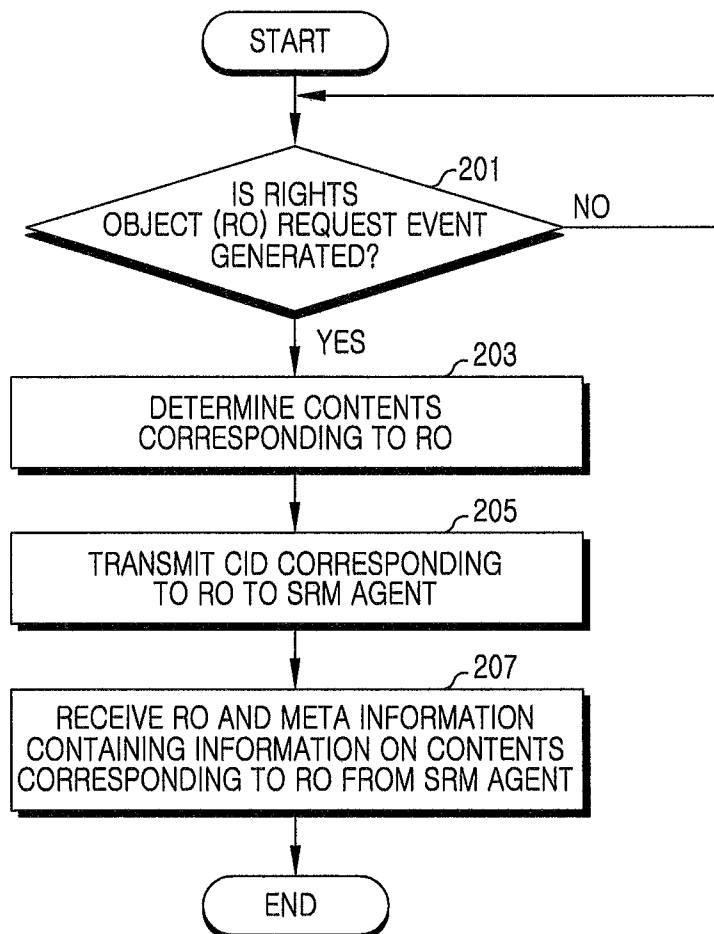 START
201
IS RIGHTS
OBJECT (RO) REQUEST EVENT
GENERATED?
NO
YES
203
DETERMINE CONTENTS
CORRESPONDING TO RO
205
TRANSMIT CID CORRESPONDING
TO RO TO SRM AGENT
207
RECEIVE RO AND META INFORMATION
CONTAINING INFORMATION ON CONTENTS
CORRESPONDING TO RO FROM SRM AGENT
END